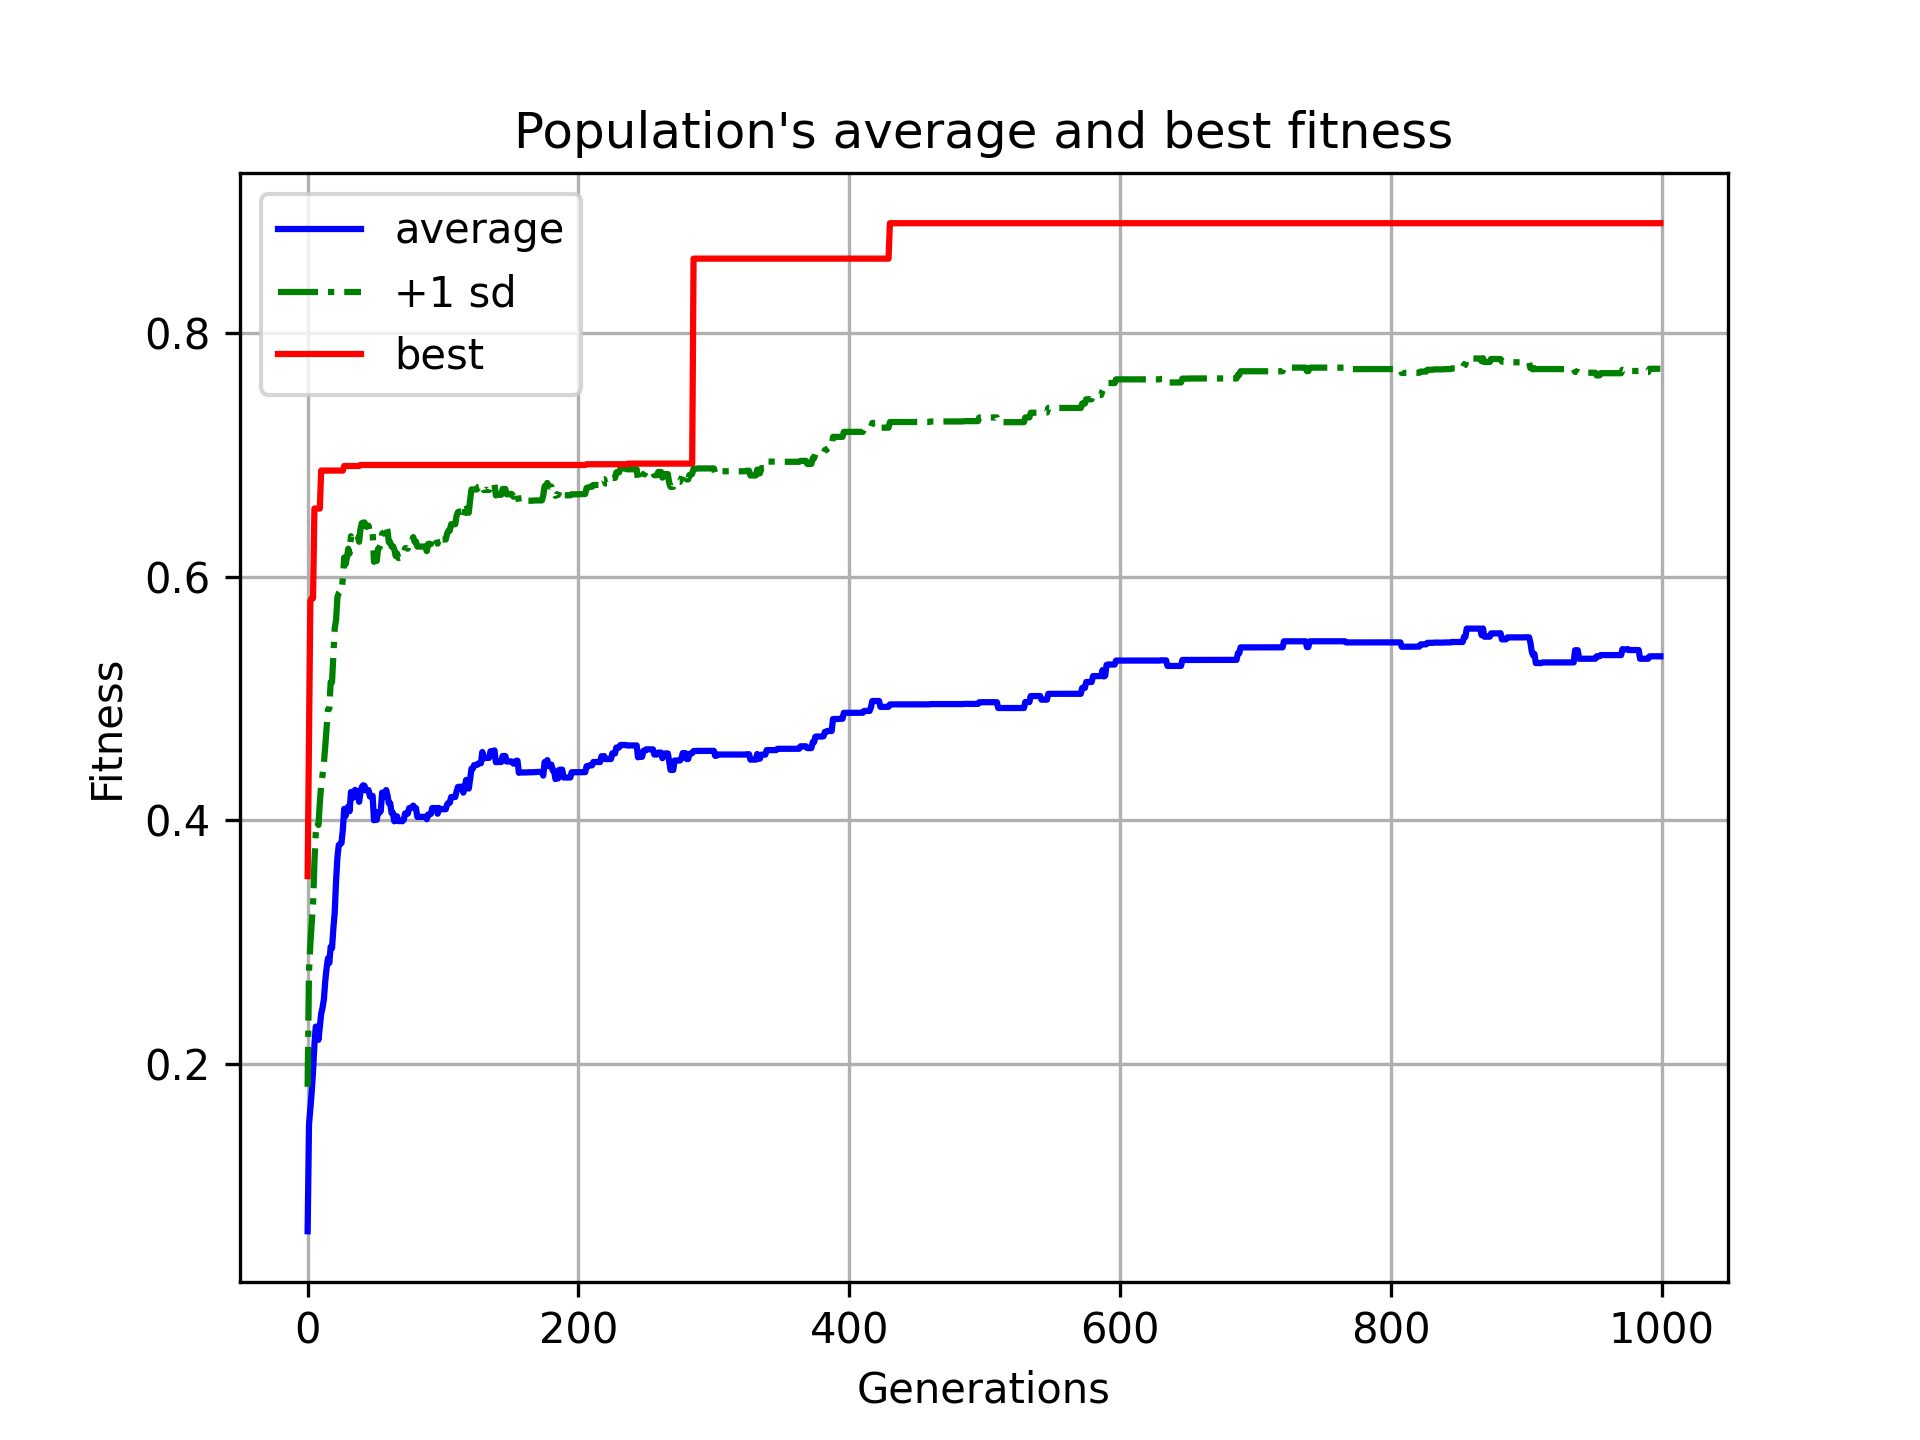 Population's average and best fitness
average
+1 sd
best
0.8
0.6
0.4
0.2
Fitness
0 200 400 600 800 1000
Generations